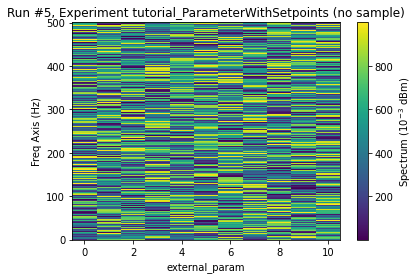 Run #5, Experiment tutorial_ParameterWithSetpoints (no sample)
500
400
300
200
100
0
Freq Axis (Hz)
0 2 4 6 8 10
external_param
800
600
400
200
Spectrum (10⁻³ dBm)